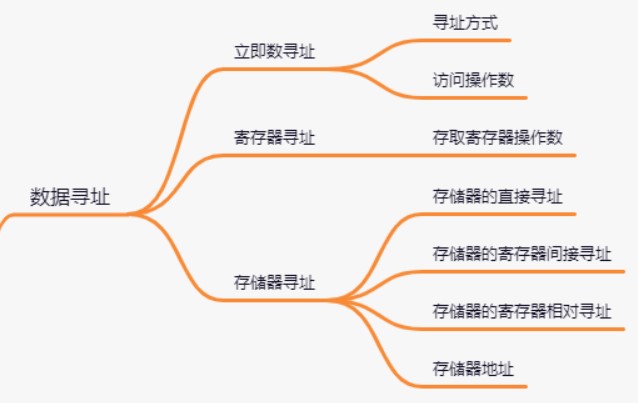 数据寻址
立即数寻址
寻址方式
访问操作数
寄存器寻址
存取寄存器操作数
存储器寻址
存储器的直接寻址
存储器的寄存器间接寻址
存储器的寄存器相对寻址
存储器地址